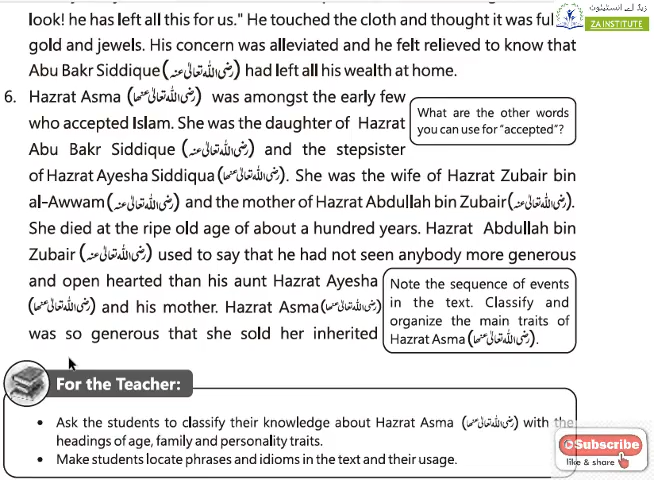 look! he has left all this for us." He touched the cloth and thought it was ful
gold and jewels. His concern was alleviated and he felt relieved to know that
Abu Bakr Siddique (رضی اللہ تعالیٰ عنہ) had left all his wealth at home.
زیڈ اے انسٹیٹیوٹ
ZA INSTITUTE
6. Hazrat Asma (رضی اللہ تعالیٰ عنھا) was amongst the early few
who accepted Islam. She was the daughter of Hazrat
Abu Bakr Siddique (رضی اللہ تعالیٰ عنہ) and the stepsister
What are the other words
you can use for "accepted"?
of Hazrat Ayesha Siddiqua (رضی اللہ تعالیٰ عنھا). She was the wife of Hazrat Zubair bin
al-Awwam (رضی اللہ تعالیٰ عنہ) and the mother of Hazrat Abdullah bin Zubair (رضی اللہ تعالیٰ عنہ).
She died at the ripe old age of about a hundred years. Hazrat Abdullah bin
Zubair (رضی اللہ تعالیٰ عنہ) used to say that he had not seen anybody more generous
and open hearted than his aunt Hazrat Ayesha
(رضی اللہ تعالیٰ عنھا) and his mother. Hazrat Asma (رضی اللہ تعالیٰ عنھا)
was so generous that she sold her inherited
Note the sequence of events
in the text. Classify and
organize the main traits of
Hazrat Asma (رضی اللہ تعالیٰ عنھا).
For the Teacher:
• Ask the students to classify their knowledge about Hazrat Asma (رضی اللہ تعالیٰ عنھا) with the
headings of age, family and personality traits.
• Make students locate phrases and idioms in the text and their usage.
Subscribe
like & share